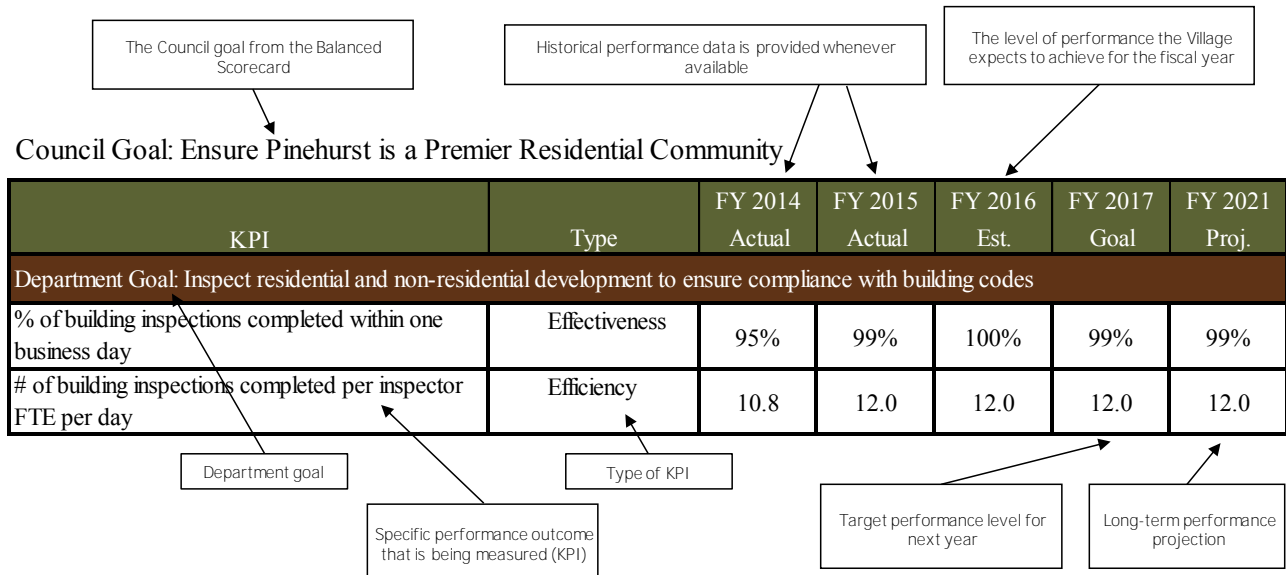 The Council goal from the Balanced
Scorecard
Historical performance data is provided whenever
available
The level of performance the Village
expects to achieve for the fiscal year
Council Goal: Ensure Pinehurst is a Premier Residential Community
KPI Type FY 2014 Actual FY 2015 Actual FY 2016 Est. FY 2017 Goal FY 2021 Proj.
Department Goal: Inspect residential and non-residential development to ensure compliance with building codes
% of building inspections completed within one
business day Effectiveness 95% 99% 100% 99% 99%
# of building inspections completed per inspector
FTE per day Efficiency 10.8 12.0 12.0 12.0 12.0
Department goal
Type of KPI
Specific performance outcome
that is being measured (KPI)
Target performance level for
next year
Long-term performance
projection